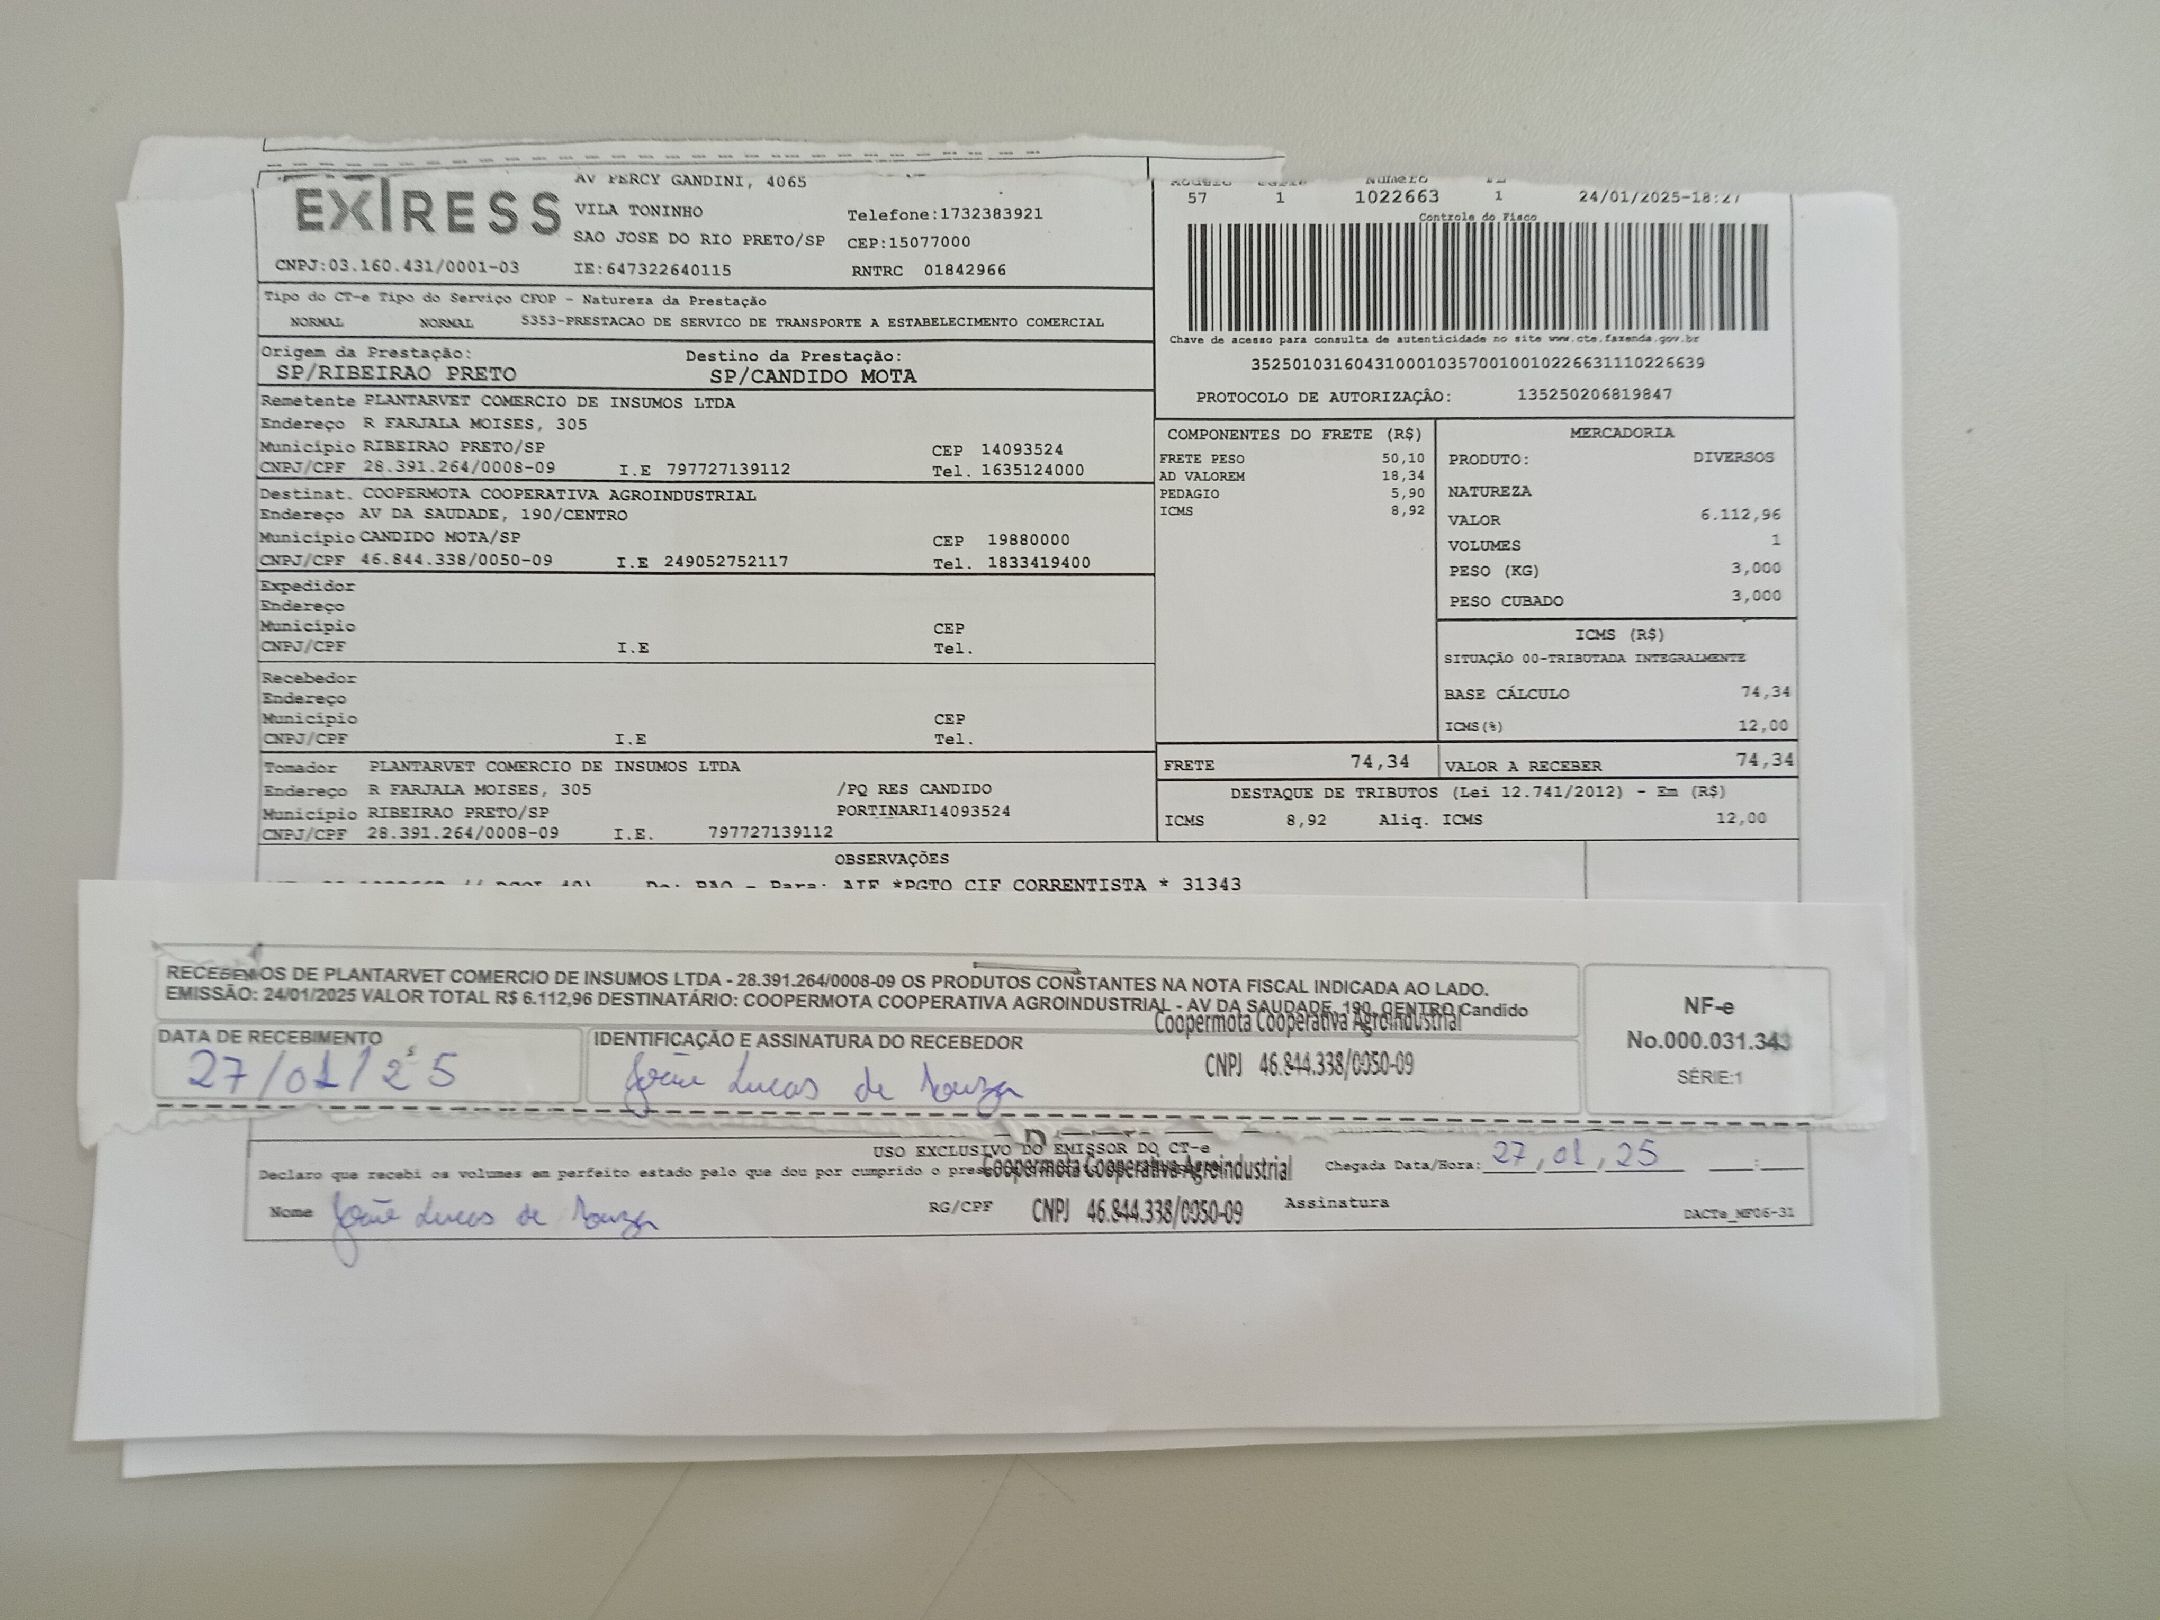 EXPRESS
AV PERCY GANDINI, 4065
VILA TONINHO Telefone:1732383921
SAO JOSE DO RIO PRETO/SP CEP:15077000
CNPJ:03.160.431/0001-03 IE:647322640115 RNTRC 01842966
Número
57 1 1022663 1 24/01/2025-18:27
Controle do Fisco
Chave de acesso para consulta de autenticidade no site www.cte.fazenda.gov.br
35250103160431000103570010010226631110226639
PROTOCOLO DE AUTORIZAÇÂO: 135250206819847
Tipo do CT-e Tipo do Serviço CFOP - Natureza da Prestação
NORMAL NORMAL 5353-PRESTACAO DE SERVICO DE TRANSPORTE A ESTABELECIMENTO COMERCIAL
Origem da Prestação: Destino da Prestação:
SP/RIBEIRAO PRETO SP/CANDIDO MOTA
Remetente PLANTARVET COMERCIO DE INSUMOS LTDA
Endereço R FARJALA MOISES, 305
Município RIBEIRAO PRETO/SP CEP 14093524
CNPJ/CPF 28.391.264/0008-09 I.E 797727139112 Tel. 1635124000
Destinat. COOPERMOTA COOPERATIVA AGROINDUSTRIAL
Endereço AV DA SAUDADE, 190/CENTRO
Município CANDIDO MOTA/SP CEP 19880000
CNPJ/CPF 46.844.338/0050-09 I.E 249052752117 Tel. 1833419400
Expedidor
Endereço
Município CEP
CNPJ/CPF I.E Tel.
Recebedor
Endereço
Município CEP
CNPJ/CPF I.E Tel.
Tomador PLANTARVET COMERCIO DE INSUMOS LTDA
Endereço R FARJALA MOISES, 305 /PQ RES CANDIDO
Município RIBEIRAO PRETO/SP PORTINARI14093524
CNPJ/CPF 28.391.264/0008-09 I.E. 797727139112
COMPONENTES DO FRETE (R$)
FRETE PESO 50,10
AD VALOREM 18,34
PEDAGIO 5,90
ICMS 8,92
MERCADORIA
PRODUTO: DIVERSOS
NATUREZA
VALOR 6.112,96
VOLUMES 1
PESO (KG) 3,000
PESO CUBADO 3,000
ICMS (R$)
SITUAÇÃO 00-TRIBUTADA INTEGRALMENTE
BASE CÁLCULO 74,34
ICMS(%) 12,00
FRETE 74,34 VALOR A RECEBER 74,34
DESTAQUE DE TRIBUTOS (Lei 12.741/2012) - Em (R$)
ICMS 8,92 Aliq. ICMS 12,00
OBSERVAÇÕES
De: RAO - Para: ATF *PGTO CIF CORRENTISTA * 31343
RECEBEMOS DE PLANTARVET COMERCIO DE INSUMOS LTDA - 28.391.264/0008-09 OS PRODUTOS CONSTANTES NA NOTA FISCAL INDICADA AO LADO.
EMISSÃO: 24/01/2025 VALOR TOTAL R$ 6.112,96 DESTINATÁRIO: COOPERMOTA COOPERATIVA AGROINDUSTRIAL - AV DA SAUDADE, 190, CENTRO Candido
Coopermota Cooperativa Agroindustrial
CNPJ 46.844.338/0050-09
DATA DE RECEBIMENTO IDENTIFICAÇÃO E ASSINATURA DO RECEBEDOR
27/01/25 João Lucas de Souza
NF-e
No.000.031.343
SÉRIE:1
USO EXCLUSIVO DO EMISSOR DO CT-e
Declaro que recebi os volumes em perfeito estado pelo que dou por cumprido o Coopermota Cooperativa Agroindustrial Chegada Data/Hora: 27,01,25
Nome João Lucas de Souza RG/CPF CNPJ 46.844.338/0050-09 Assinatura
DACTe_MF06-31